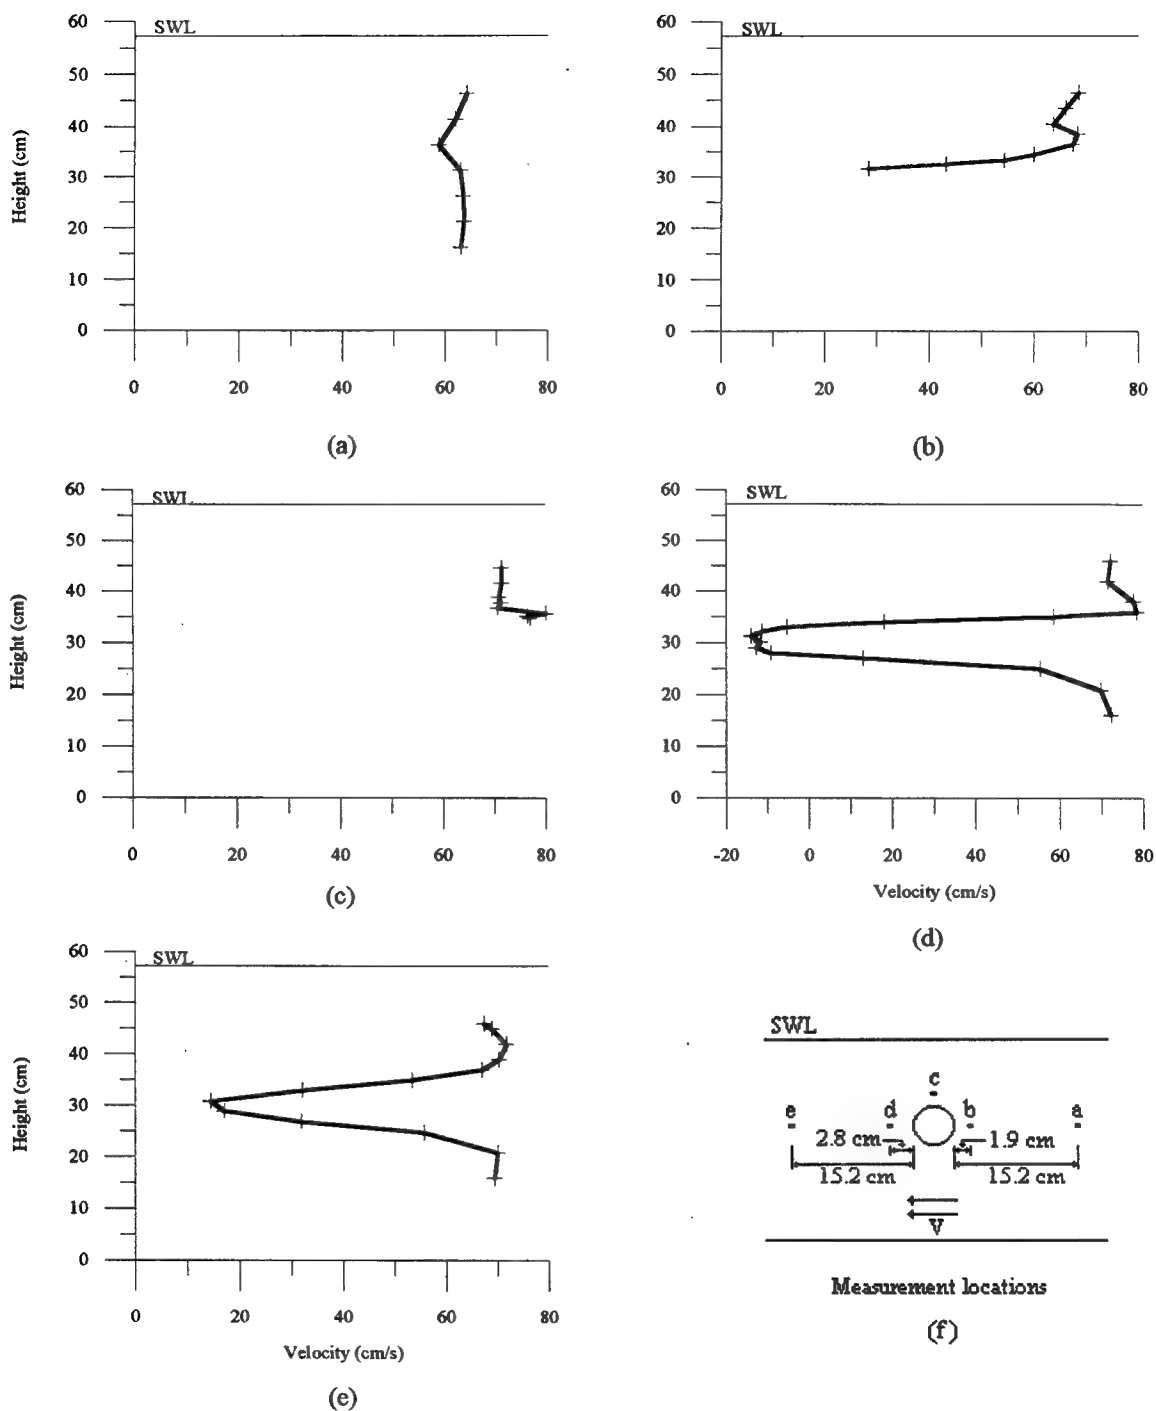 60 SWL
50
40
30
20
10
0
Height (cm)
0 20 40 60 80
(a)
60 SWL
50
40
30
20
10
0
0 20 40 60 80
(b)
60 SWL
50
40
30
20
10
0
Height (cm)
0 20 40 60 80
(c)
60 SWL
50
40
30
20
10
0
-20 0 20 40 60 80
Velocity (cm/s)
(d)
60 SWL
50
40
30
20
10
0
Height (cm)
0 20 40 60 80
Velocity (cm/s)
(e)
SWL
c
e d b a
2.8 cm 1.9 cm
15.2 cm 15.2 cm
V
Measurement locations
(f)